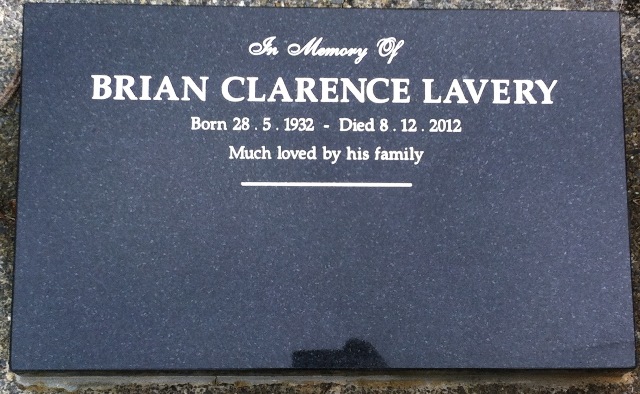 In Memory Of
BRIAN CLARENCE LAVERY
Born 28 . 5 . 1932 - Died 8 . 12 . 2012
Much loved by his family